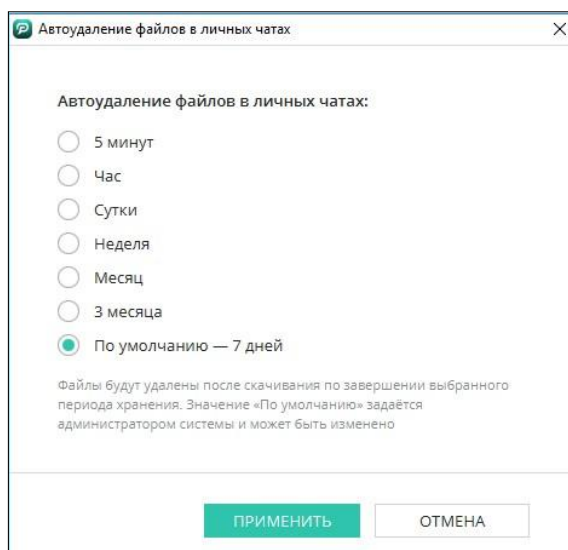 Автоудаление файлов в личных чатах
Автоудаление файлов в личных чатах:
5 минут
Час
Сутки
Неделя
Месяц
3 месяца
По умолчанию — 7 дней
Файлы будут удалены после скачивания по завершении выбранного
периода хранения. Значение «По умолчанию» задаётся
администратором системы и может быть изменено
ПРИМЕНИТЬ
ОТМЕНА